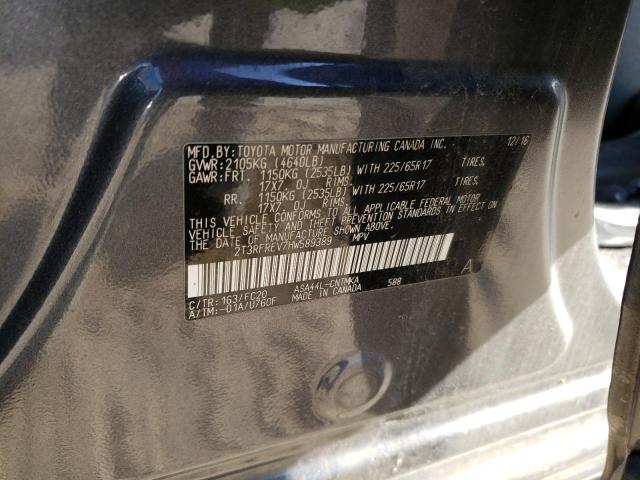 MFD.BY:TOYOTA MOTOR MANUFACTURING CANADA INC. 12/16
GVWR:2105KG (4640LB)
GAWR:FRT. 1150KG (2535LB) WITH 225/65R17 TIRES,
17X7 0J RIMS,
RR. 1150KG (2535LB) WITH 225/65R17 TIRES,
17X7 0J RIMS,
THIS VEHICLE CONFORMS TO ALL APPLICABLE FEDERAL MOTOR
VEHICLE SAFETY AND THEFT PREVENTION STANDARDS IN EFFECT
ON THE DATE OF MANUFACTURE SHOWN ABOVE.
2T3RFREV7HW589389 MPV
A
C/TR:1G3/FC20 ASA44L-CNTMKA 588
A/TM:-01A/U760F MADE IN CANADA